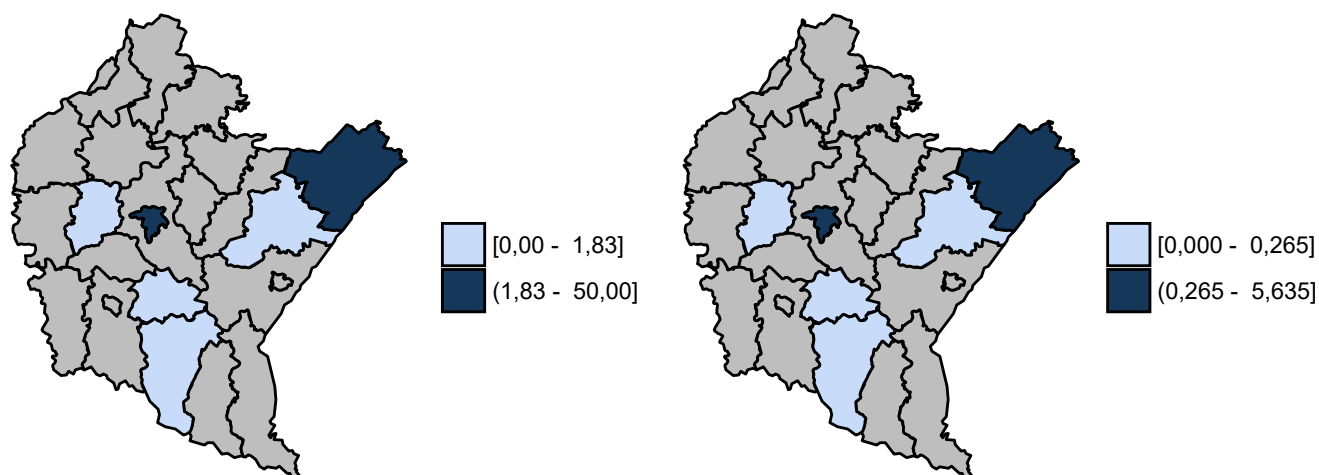 [0,00 - 1,83]
(1,83 - 50,00]
[0,000 - 0,265]
(0,265 - 5,635]